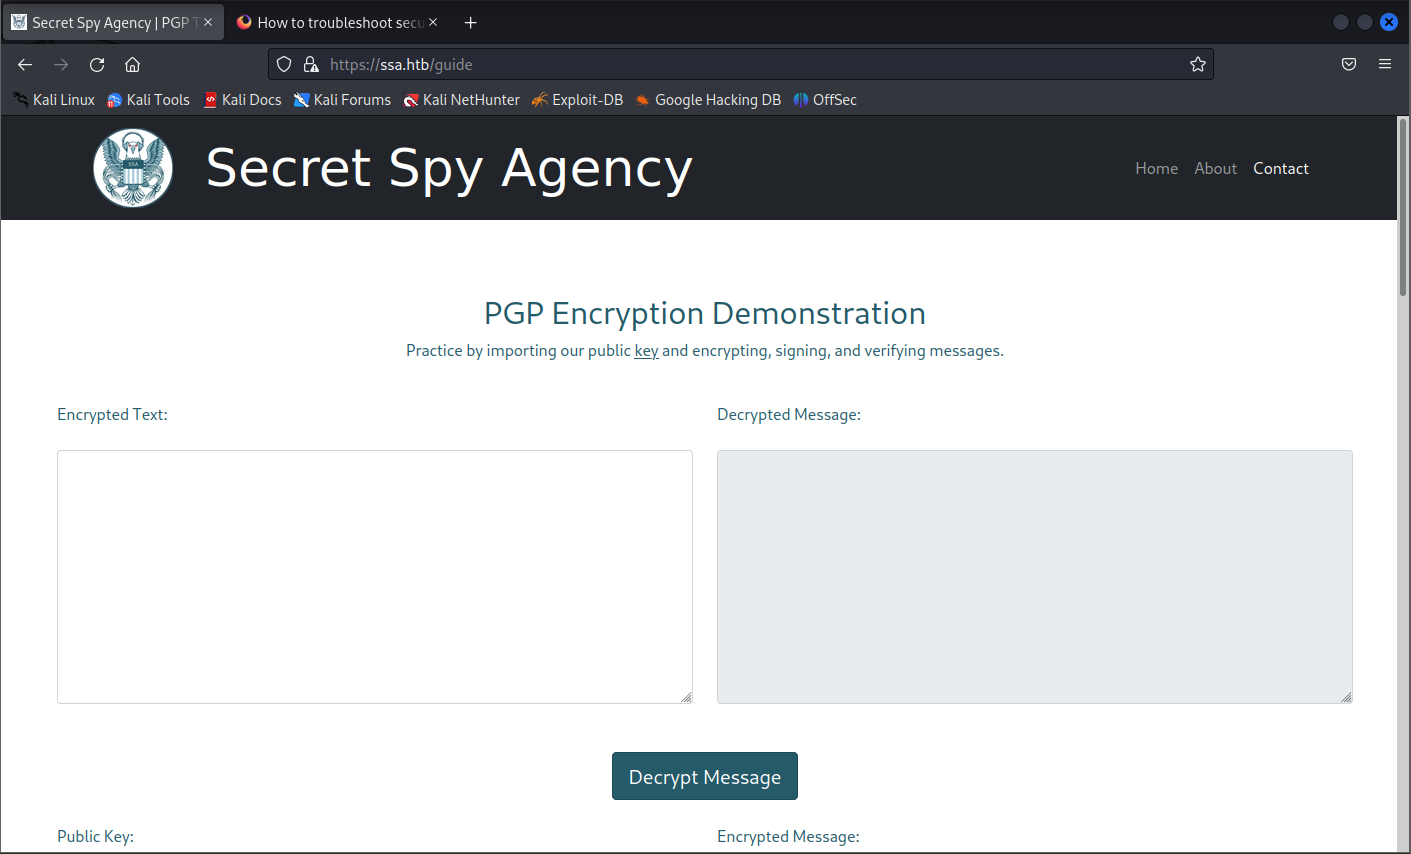 Secret Spy Agency | PGP T
How to troubleshoot secu
https://ssa.htb/guide
Kali Linux Kali Tools Kali Docs Kali Forums Kali NetHunter Exploit-DB Google Hacking DB OffSec
SSA
Secret Spy Agency
Home About Contact
PGP Encryption Demonstration
Practice by importing our public key and encrypting, signing, and verifying messages.
Encrypted Text:
Decrypted Message:
Decrypt Message
Public Key:
Encrypted Message: